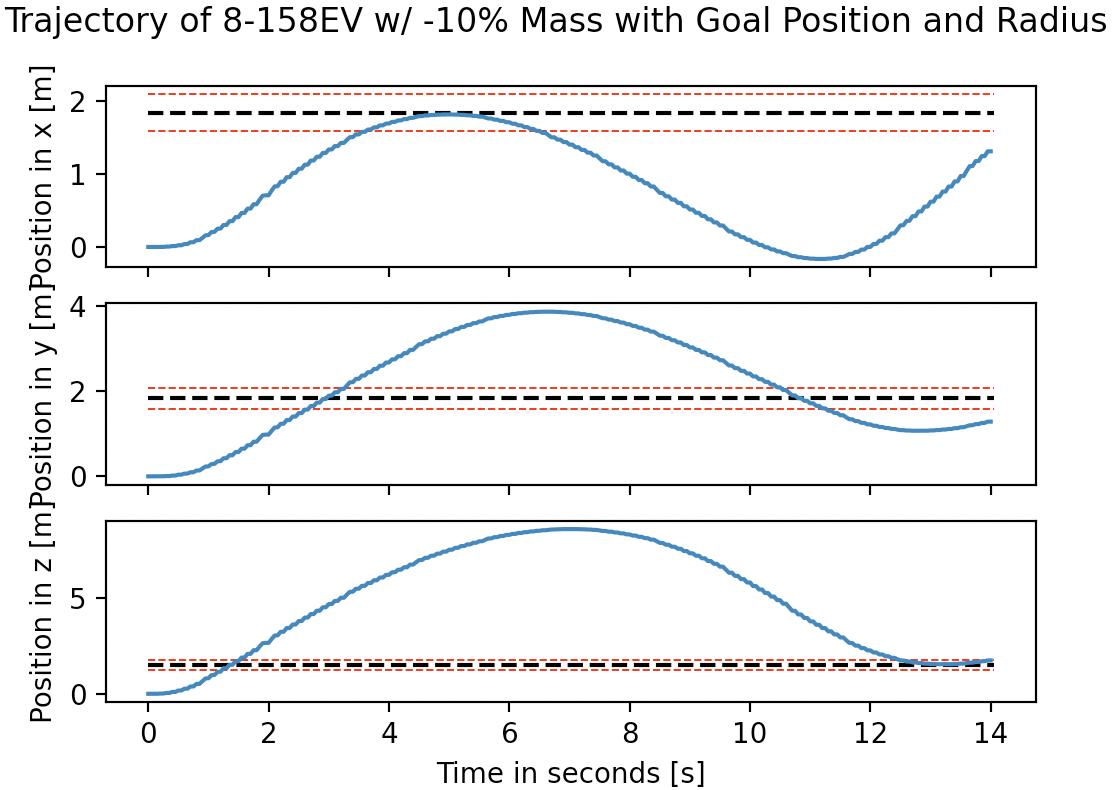 Trajectory of 8-158EV w/ -10% Mass with Goal Position and Radius
Position in x [m]
2
1
0
Position in y [m]
4
2
0
Position in z [m]
5
0
0 2 4 6 8 10 12 14
Time in seconds [s]